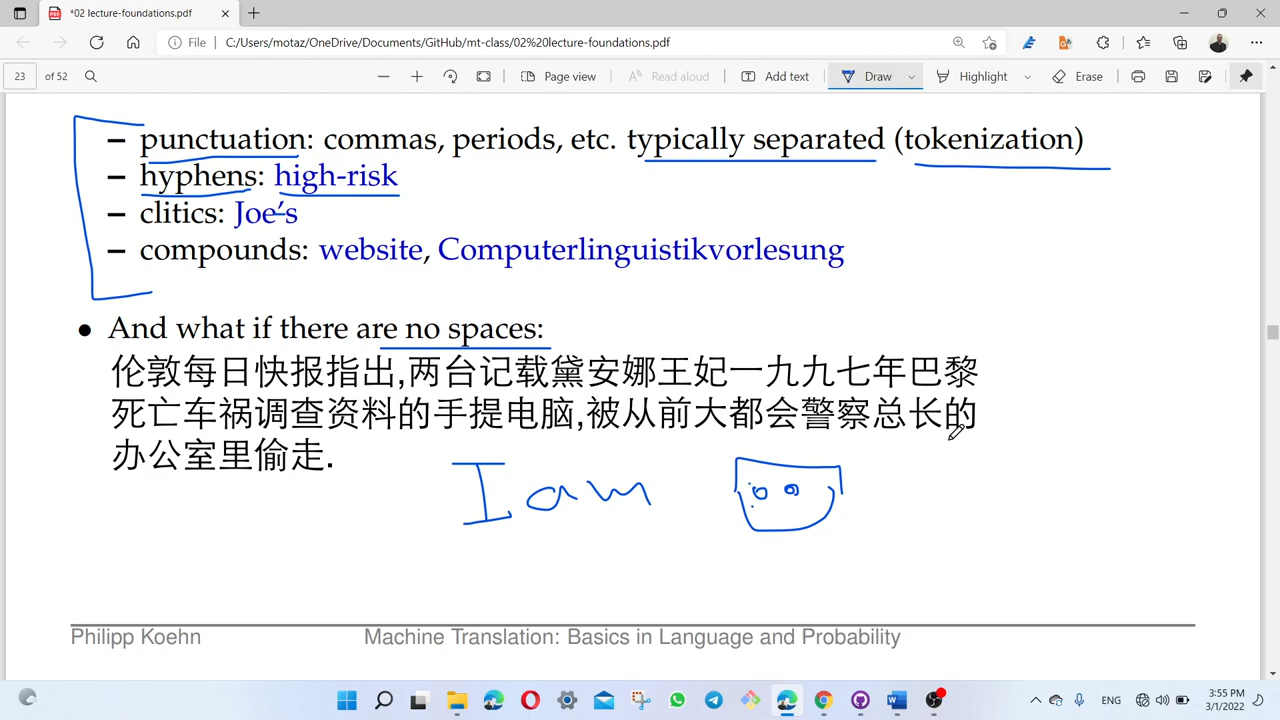 *02 lecture-foundations.pdf
File C:/Users/motaz/OneDrive/Documents/GitHub/mt-class/02%20lecture-foundations.pdf
23 of 52 Page view Read aloud Add text Draw Highlight Erase
– punctuation: commas, periods, etc. typically separated (tokenization)
– hyphens: high-risk
– clitics: Joe's
– compounds: website, Computerlinguistikvorlesung
● And what if there are no spaces:
伦敦每日快报指出,两台记载黛安娜王妃一九九七年巴黎
死亡车祸调查资料的手提电脑,被从前大都会警察总长的
办公室里偷走.
I am
Philipp Koehn Machine Translation: Basics in Language and Probability
ENG 3:55 PM
3/1/2022